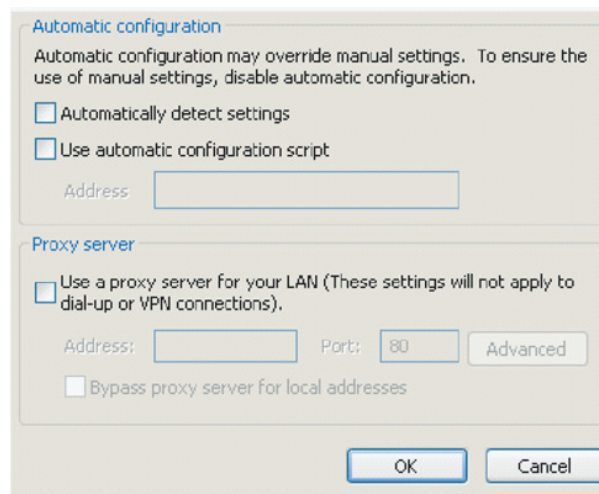 Automatic configuration
Automatic configuration may override manual settings.  To ensure the
use of manual settings, disable automatic configuration.
Automatically detect settings
Use automatic configuration script
Address
Proxy server
Use a proxy server for your LAN (These settings will not apply to
dial-up or VPN connections).
Address:
Port:
80
Advanced
Bypass proxy server for local addresses
OK
Cancel